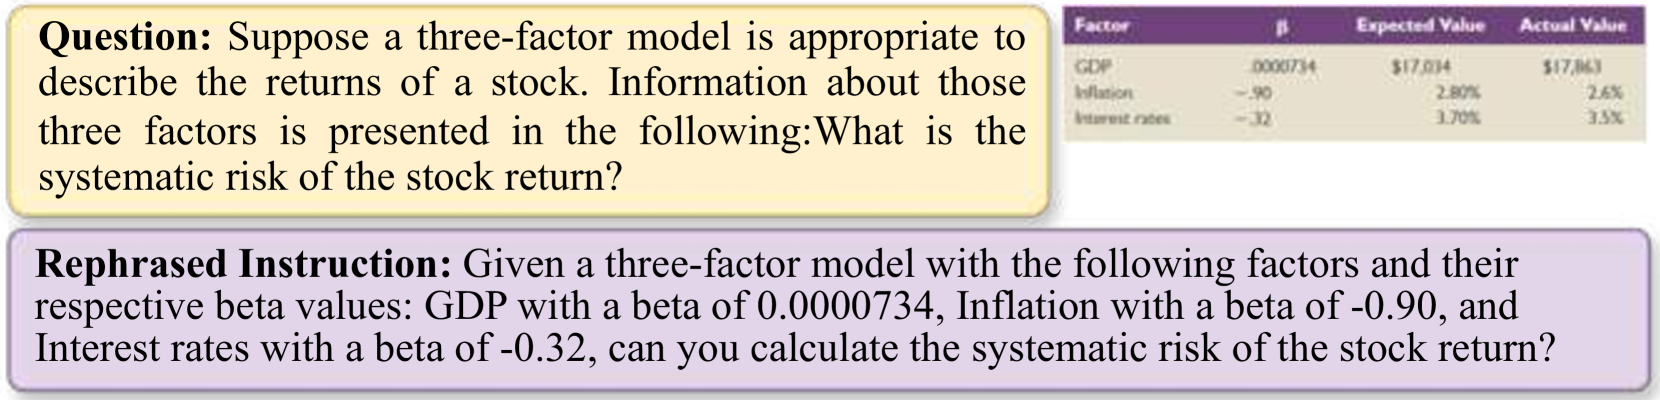 Question: Suppose a three-factor model is appropriate to
describe the returns of a stock. Information about those
three factors is presented in the following:What is the
systematic risk of the stock return?
Factor β Expected Value Actual Value
GDP .0000734 $17,034 $17,863
Inflation −.90 2.80% 2.6%
Interest rates −.32 3.70% 3.5%
Rephrased Instruction: Given a three-factor model with the following factors and their
respective beta values: GDP with a beta of 0.0000734, Inflation with a beta of -0.90, and
Interest rates with a beta of -0.32, can you calculate the systematic risk of the stock return?